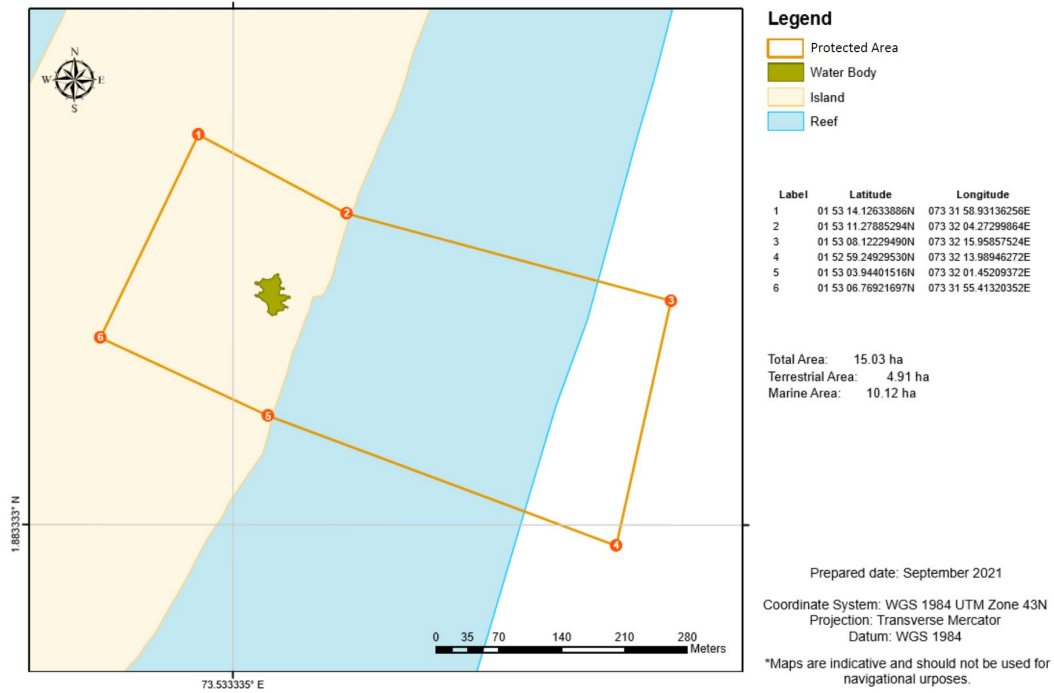 N
W E
S
1
2
3
4
5
6
1.883333° N
73.533335° E
0 35 70 140 210 280
Meters
Legend
Protected Area
Water Body
Island
Reef
Label Latitude Longitude
1 01 53 14.12633886N 073 31 58.93136256E
2 01 53 11.27885294N 073 32 04.27299864E
3 01 53 08.12229490N 073 32 15.95857524E
4 01 52 59.24929530N 073 32 13.98946272E
5 01 53 03.94401516N 073 32 01.45209372E
6 01 53 06.76921697N 073 31 55.41320352E
Total Area: 15.03 ha
Terrestrial Area: 4.91 ha
Marine Area: 10.12 ha
Prepared date: September 2021
Coordinate System: WGS 1984 UTM Zone 43N
Projection: Transverse Mercator
Datum: WGS 1984
*Maps are indicative and should not be used for
navigational urposes.